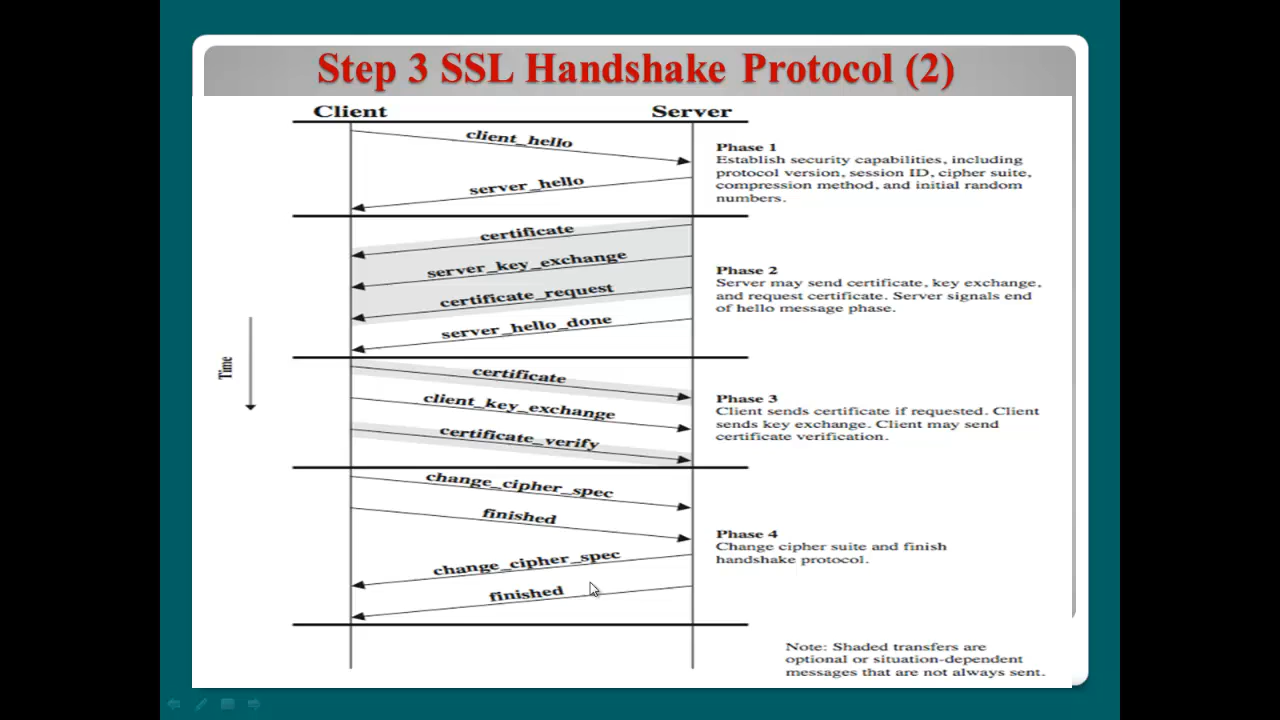 Step 3 SSL Handshake Protocol (2)
Client
Server
client_hello
server_hello
Phase 1
Establish security capabilities, including
protocol version, session ID, cipher suite,
compression method, and initial random
numbers.
certificate
server_key_exchange
certificate_request
server_hello_done
Phase 2
Server may send certificate, key exchange,
and request certificate. Server signals end
of hello message phase.
Time
certificate
client_key_exchange
certificate_verify
Phase 3
Client sends certificate if requested. Client
sends key exchange. Client may send
certificate verification.
change_cipher_spec
finished
change_cipher_spec
finished
Phase 4
Change cipher suite and finish
handshake protocol.
Note: Shaded transfers are
optional or situation-dependent
messages that are not always sent.